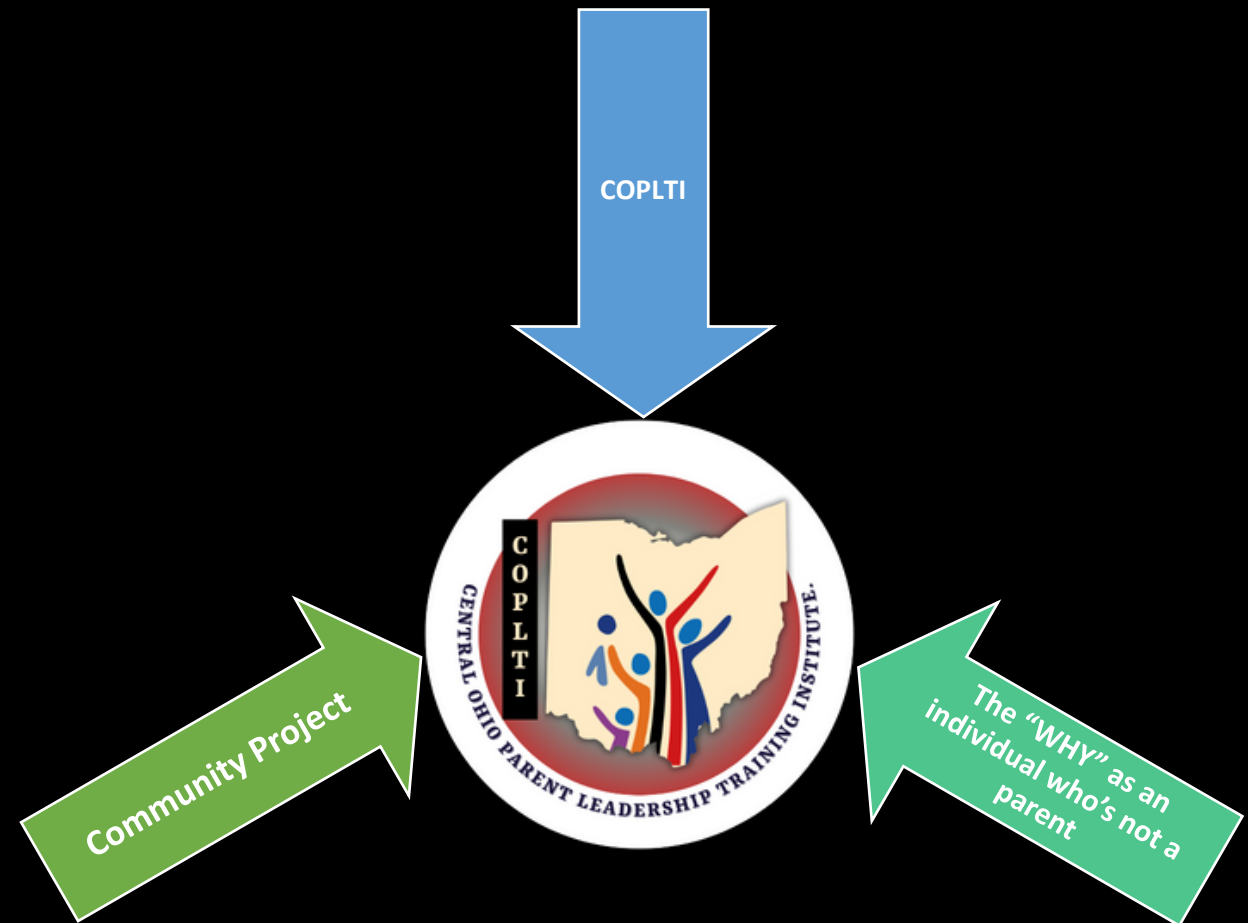 COPLTI
C
O
P
L
T
I
CENTRAL OHIO PARENT LEADERSHIP TRAINING INSTITUTE.
Community Project
The “WHY” as an
individual who’s not a
parent